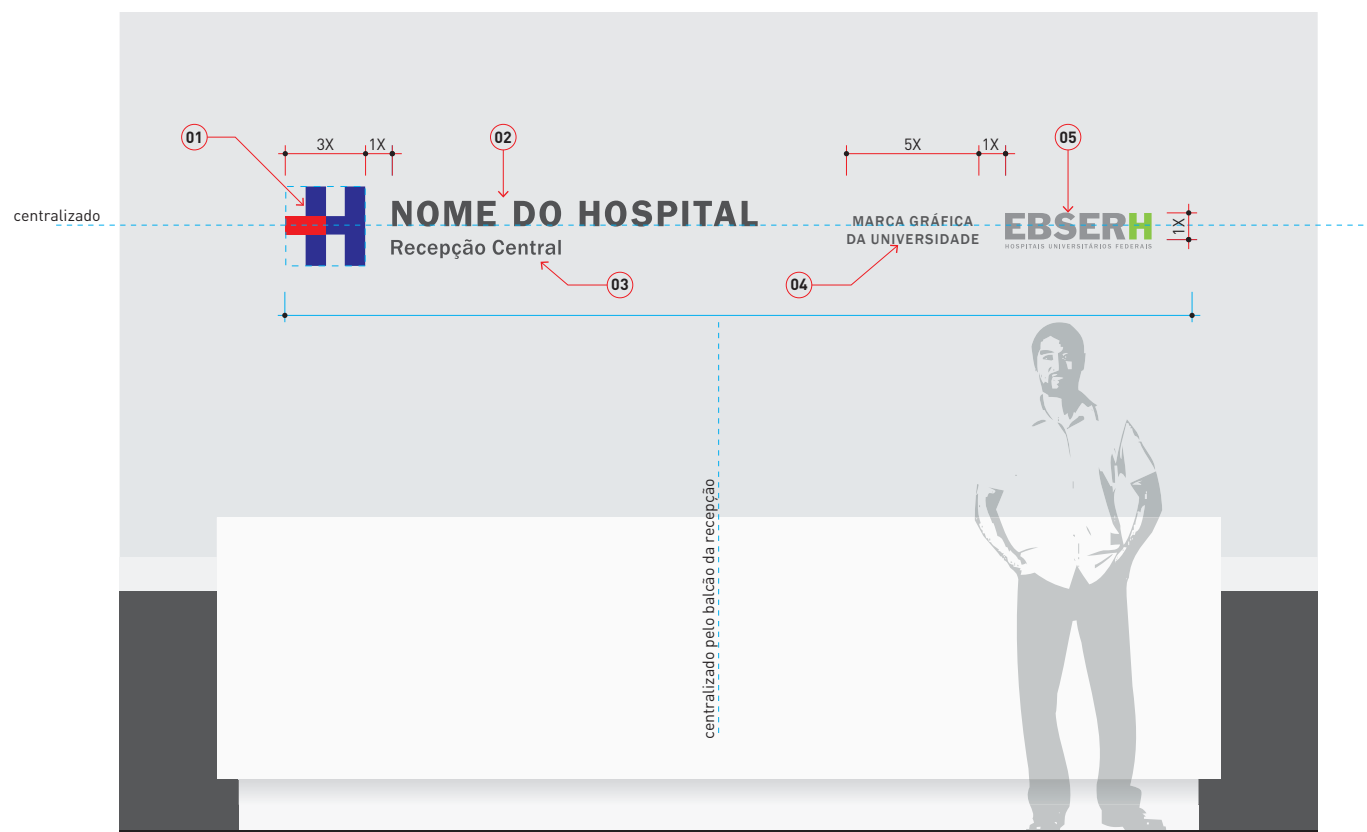 01
02
05
3X
1X
5X
1X
centralizado
NOME DO HOSPITAL
Recepção Central
MARCA GRÁFICA
DA UNIVERSIDADE
EBSERH
HOSPITAIS UNIVERSITÁRIOS FEDERAIS
1X
03
04
centralizado pelo balcão da recepção